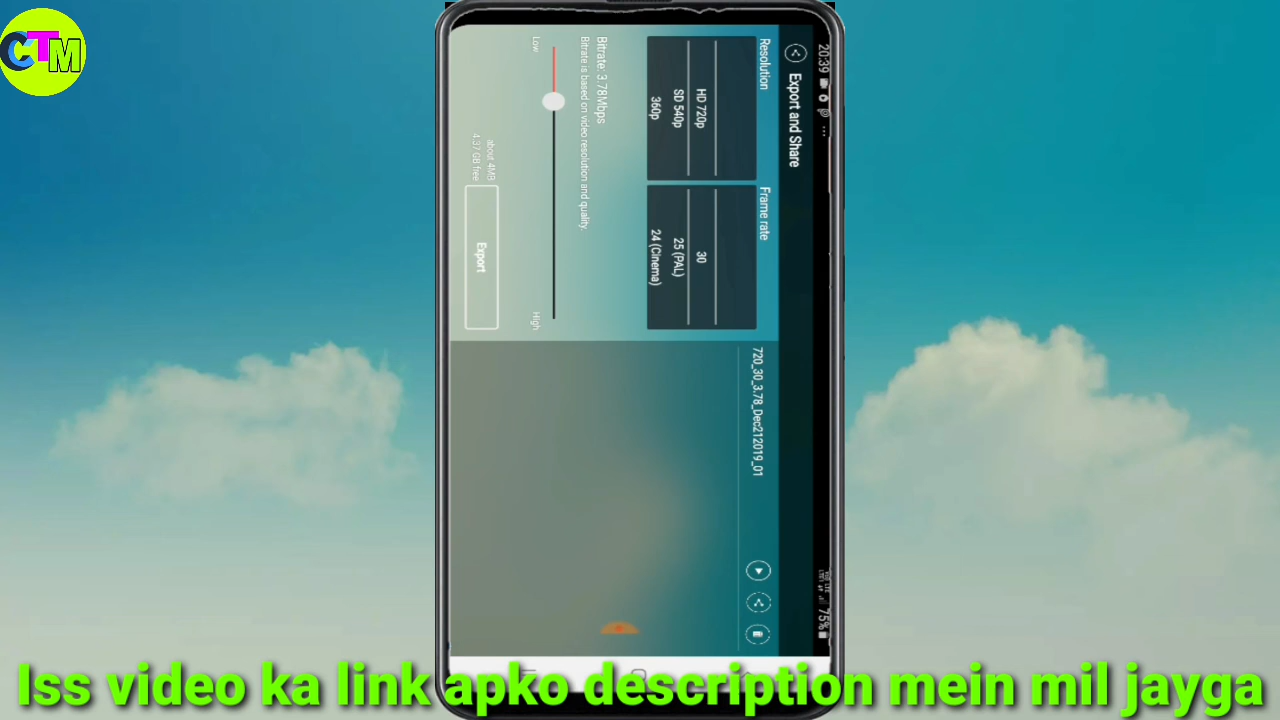 CTM
20:39
75%
Export and Share
Resolution
Frame rate
HD 720p
SD 540p
360p
30
25 (PAL)
24 (Cinema)
Bitrate: 3.78Mbps
Bitrate is based on video resolution and quality.
Low
High
about 4MB
4.37 GB free
Export
720_30_3.78_Dec212019_01
Iss video ka link apko description mein mil jayga